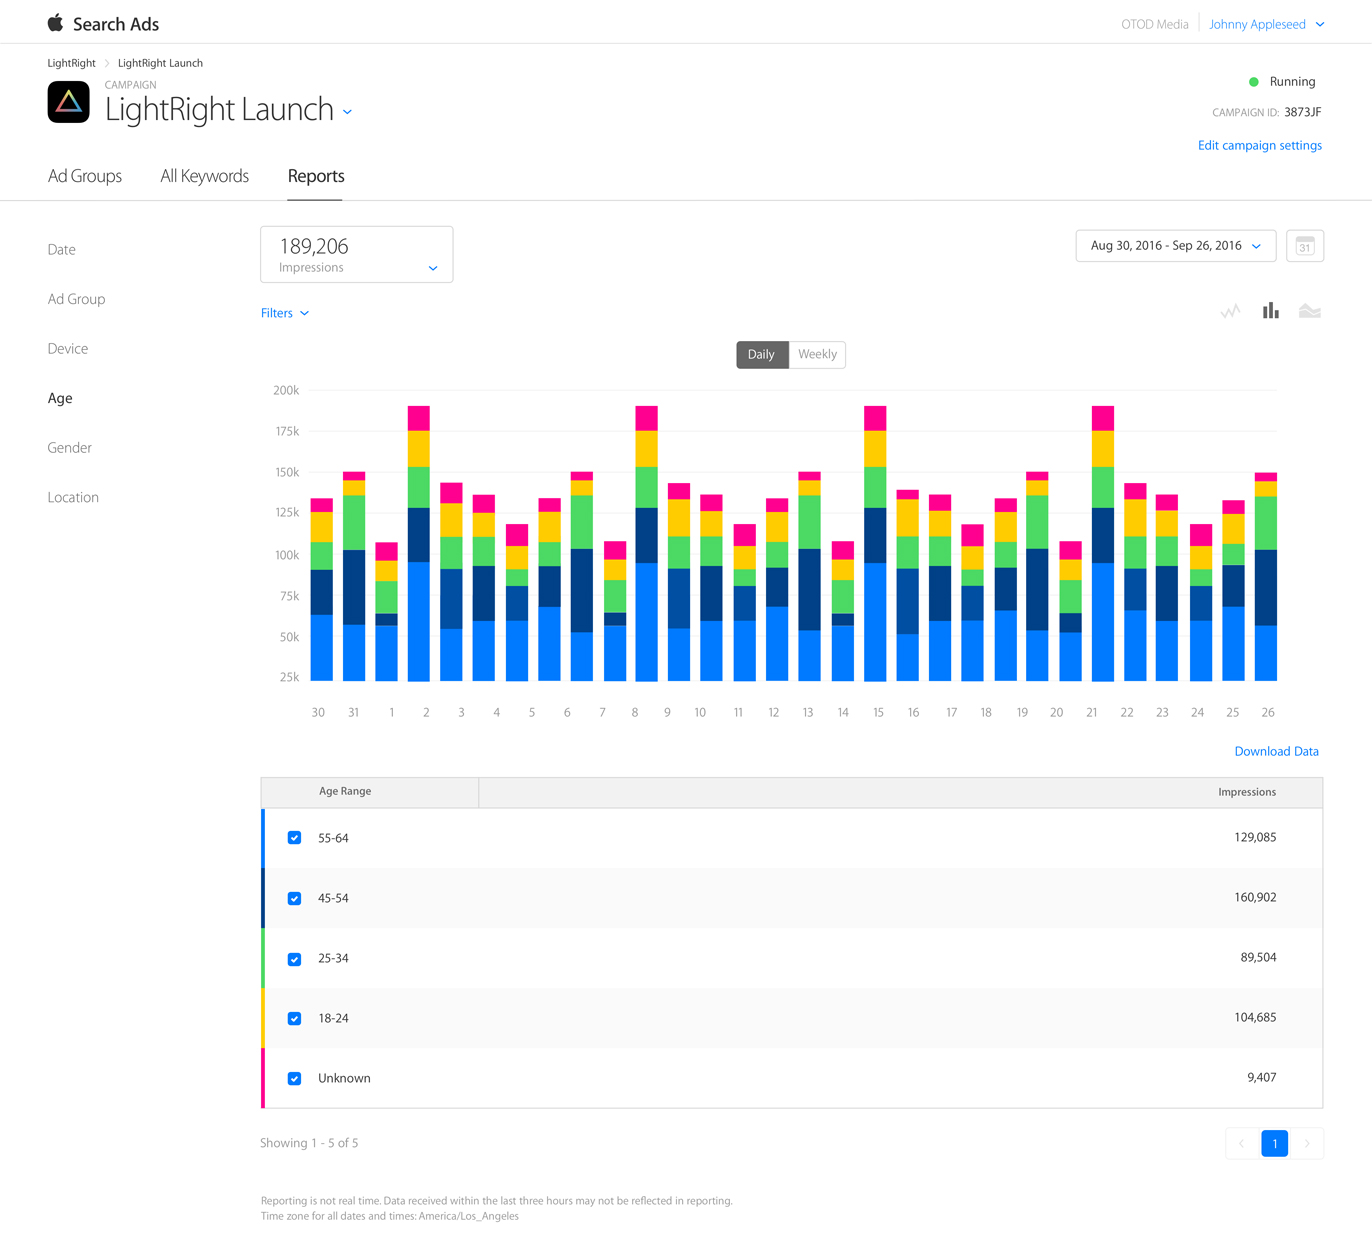 Search Ads
OTOD Media
Johnny Appleseed
LightRight
LightRight Launch
CAMPAIGN
LightRight Launch
Running
CAMPAIGN ID: 3873JF
Edit campaign settings
Ad Groups
All Keywords
Reports
Date
Ad Group
Device
Age
Gender
Location
189,206
Impressions
Aug 30, 2016 - Sep 26, 2016
31
Filters
Daily
Weekly
200k
175k
150k
125k
100k
75k
50k
25k
30 31 1 2 3 4 5 6 7 8 9 10 11 12 13 14 15 16 17 18 19 20 21 22 23 24 25 26
Download Data
Age Range Impressions
55-64 129,085
45-54 160,902
25-34 89,504
18-24 104,685
Unknown 9,407
Showing 1 - 5 of 5
1
Reporting is not real time. Data received within the last three hours may not be reflected in reporting.
Time zone for all dates and times: America/Los_Angeles